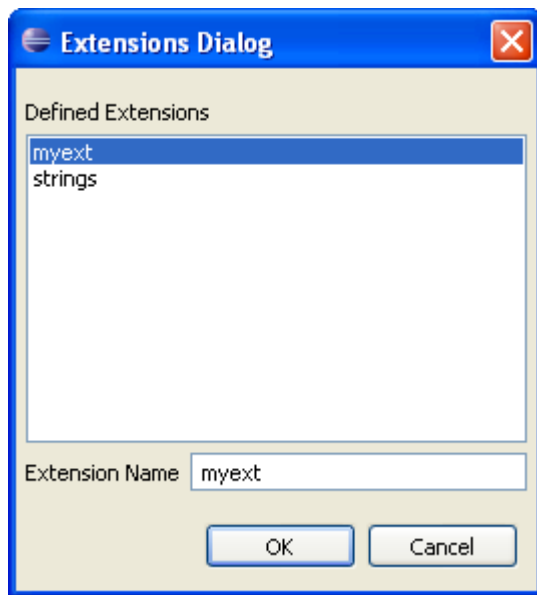 Extensions Dialog
Defined Extensions
myext
strings
Extension Name myext
OK Cancel